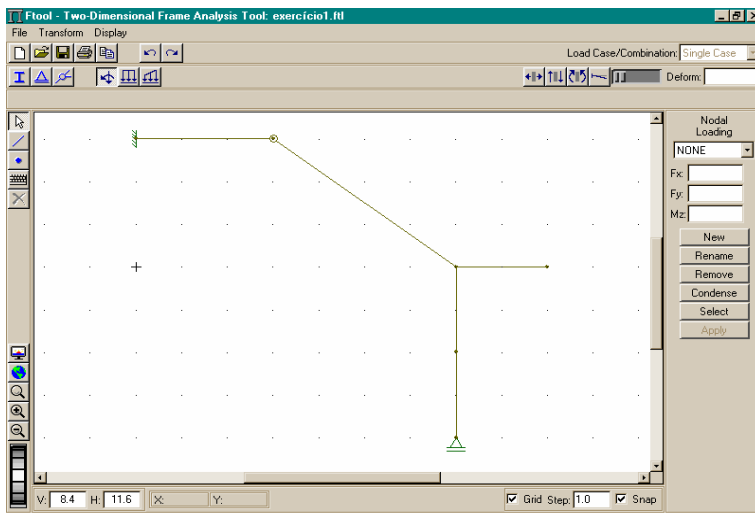 Ftool - Two-Dimensional Frame Analysis Tool: exercício1.ftl
File Transform Display
Load Case/Combination: Single Case
Deform:
Nodal
Loading
NONE
Fx:
Fy:
Mz:
New
Rename
Remove
Condense
Select
Apply
V: 8.4 H: 11.6 X: Y: Grid Step: 1.0 Snap